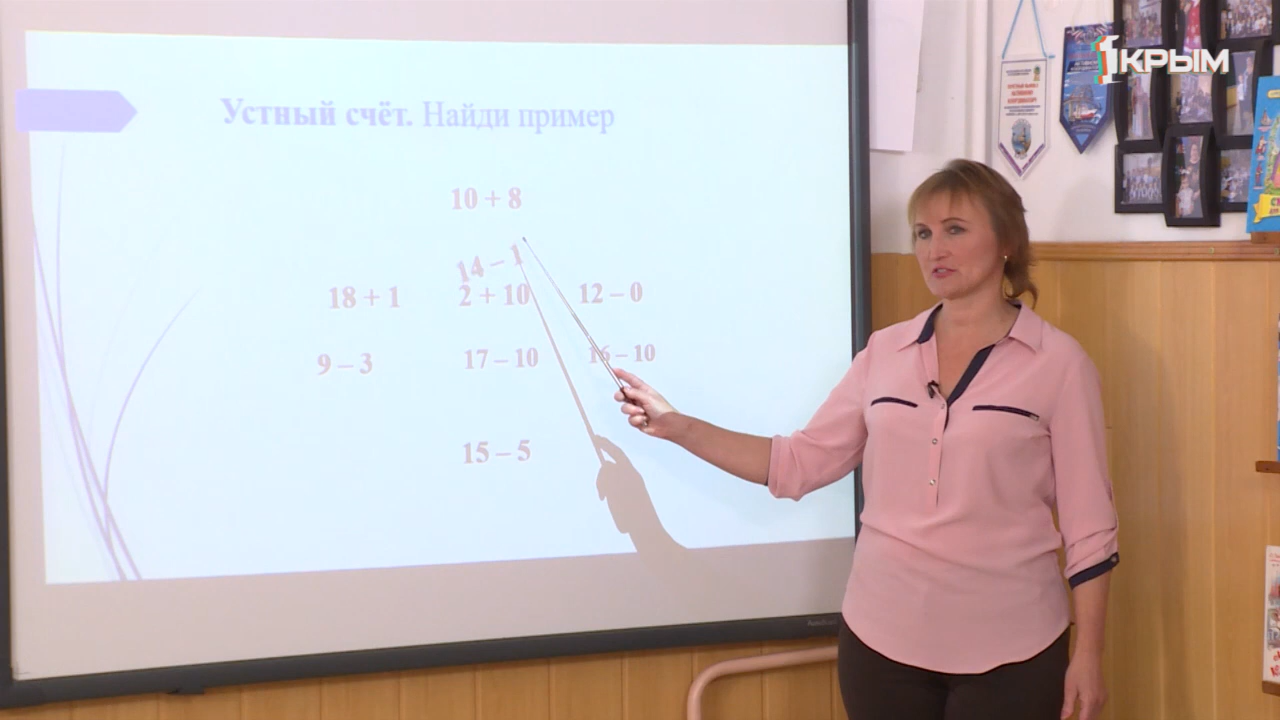 1КРЫМ
Устный счёт. Найди пример
10 + 8
14 – 1
18 + 1 2 + 10 12 – 0
9 – 3 17 – 10 16 – 10
15 – 5